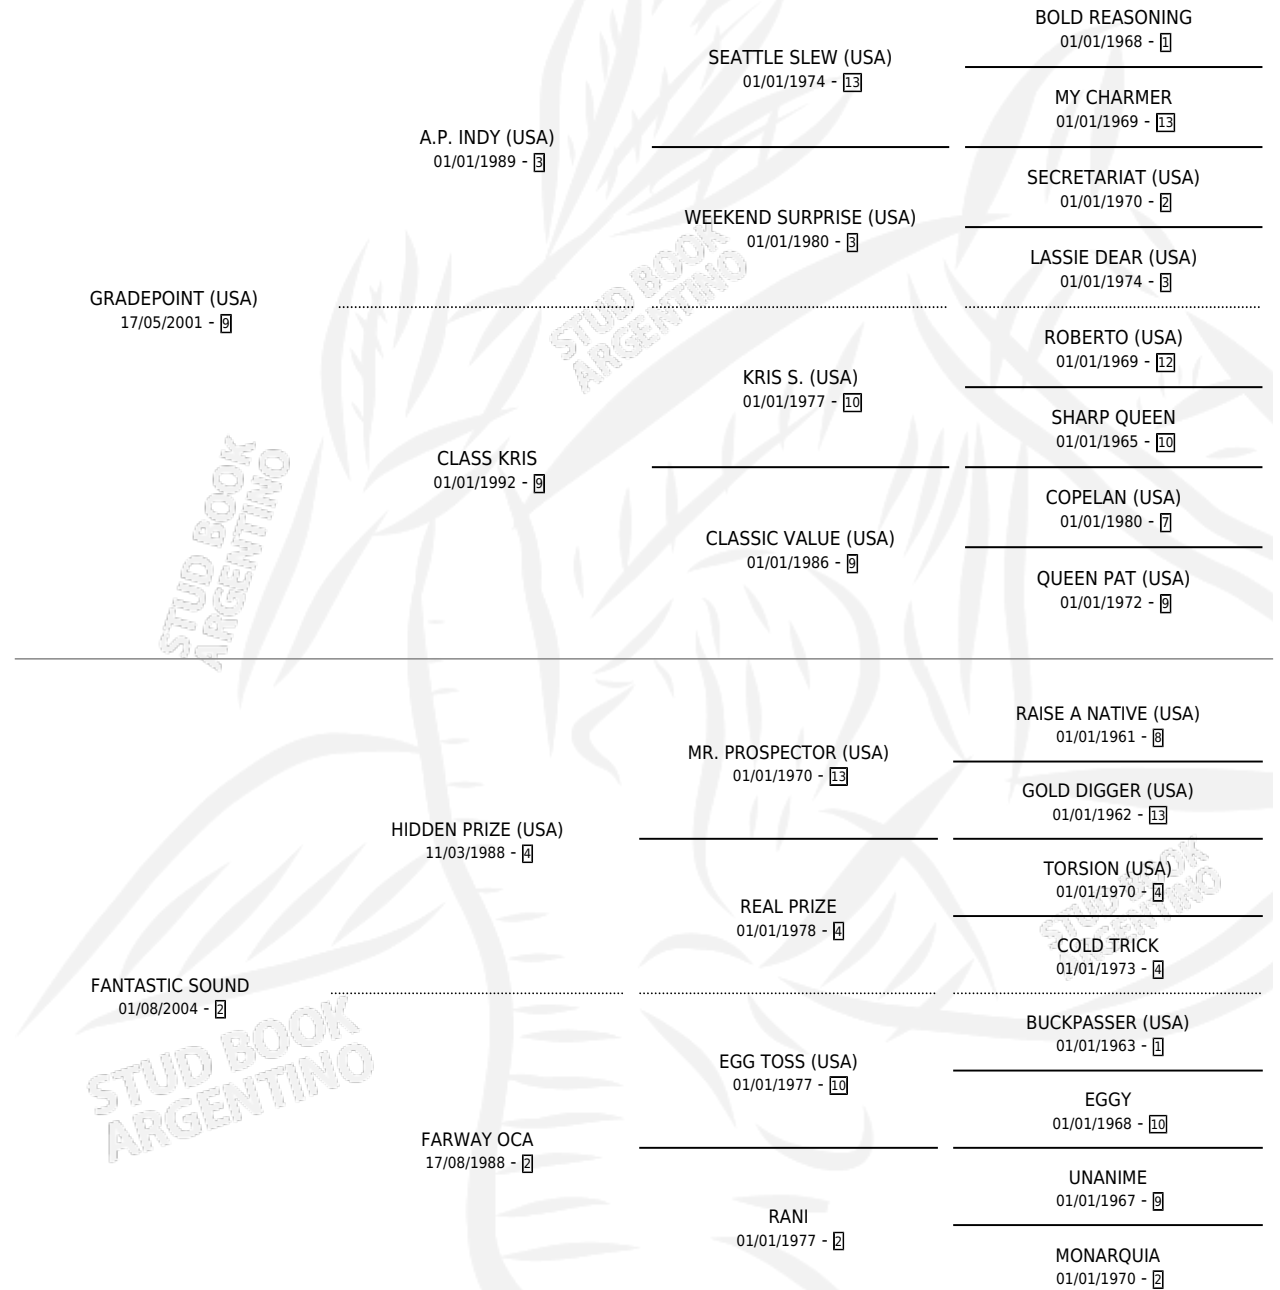 BOLD REASONING
01/01/1968 - 1
SEATTLE SLEW (USA)
01/01/1974 - 13
MY CHARMER
01/01/1969 - 13
A.P. INDY (USA)
01/01/1989 - 3
SECRETARIAT (USA)
01/01/1970 - 2
WEEKEND SURPRISE (USA)
01/01/1980 - 3
LASSIE DEAR (USA)
01/01/1974 - 3
GRADEPOINT (USA)
17/05/2001 - 9
STUD BOOK
ARGENTINO
ROBERTO (USA)
01/01/1969 - 12
KRIS S. (USA)
01/01/1977 - 10
SHARP QUEEN
01/01/1965 - 10
CLASS KRIS
01/01/1992 - 9
COPELAN (USA)
01/01/1980 - 7
CLASSIC VALUE (USA)
01/01/1986 - 9
QUEEN PAT (USA)
01/01/1972 - 9
STUD BOOK
ARGENTINO
RAISE A NATIVE (USA)
01/01/1961 - 8
MR. PROSPECTOR (USA)
01/01/1970 - 13
GOLD DIGGER (USA)
01/01/1962 - 13
HIDDEN PRIZE (USA)
11/03/1988 - 4
TORSION (USA)
01/01/1970 - 4
REAL PRIZE
01/01/1978 - 4
STUD BOOK
ARGENTINO
COLD TRICK
01/01/1973 - 4
FANTASTIC SOUND
01/08/2004 - 2
STUD BOOK
ARGENTINO
BUCKPASSER (USA)
01/01/1963 - 1
EGG TOSS (USA)
01/01/1977 - 10
EGGY
01/01/1968 - 10
FARWAY OCA
17/08/1988 - 2
UNANIME
01/01/1967 - 9
RANI
01/01/1977 - 2
MONARQUIA
01/01/1970 - 2